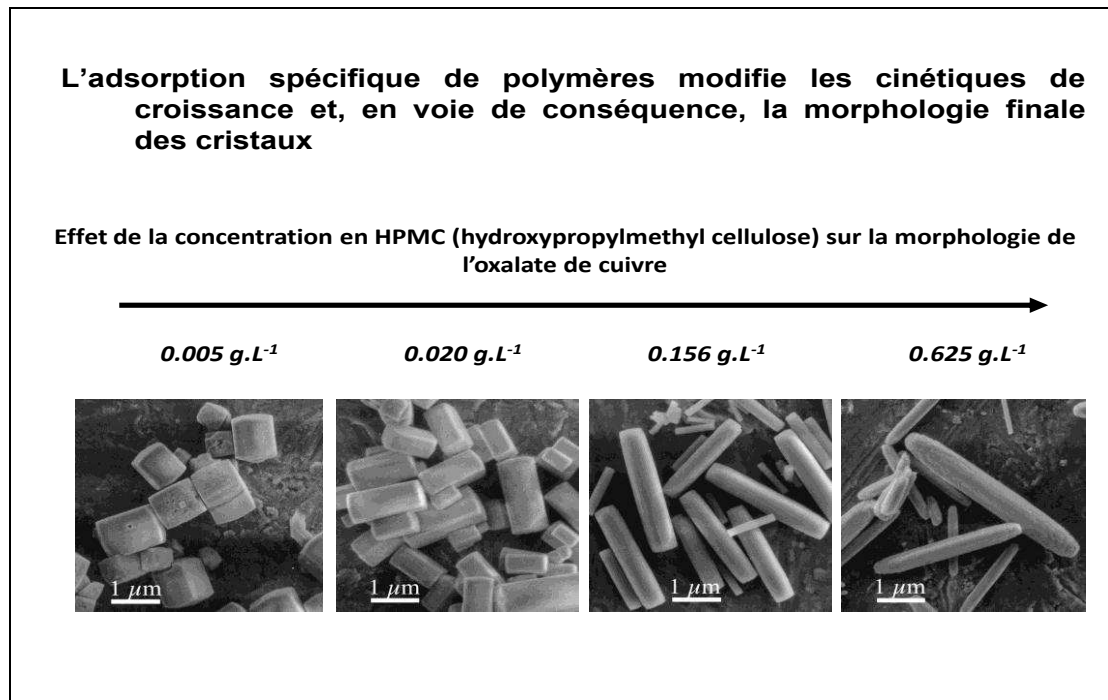 L'adsorption spécifique de polymères modifie les cinétiques de
croissance et, en voie de conséquence, la morphologie finale
des cristaux
Effet de la concentration en HPMC (hydroxypropylmethyl cellulose) sur la morphologie de
l'oxalate de cuivre
0.005 g.L⁻¹ 0.020 g.L⁻¹ 0.156 g.L⁻¹ 0.625 g.L⁻¹
1 µm 1 µm 1 µm 1 µm